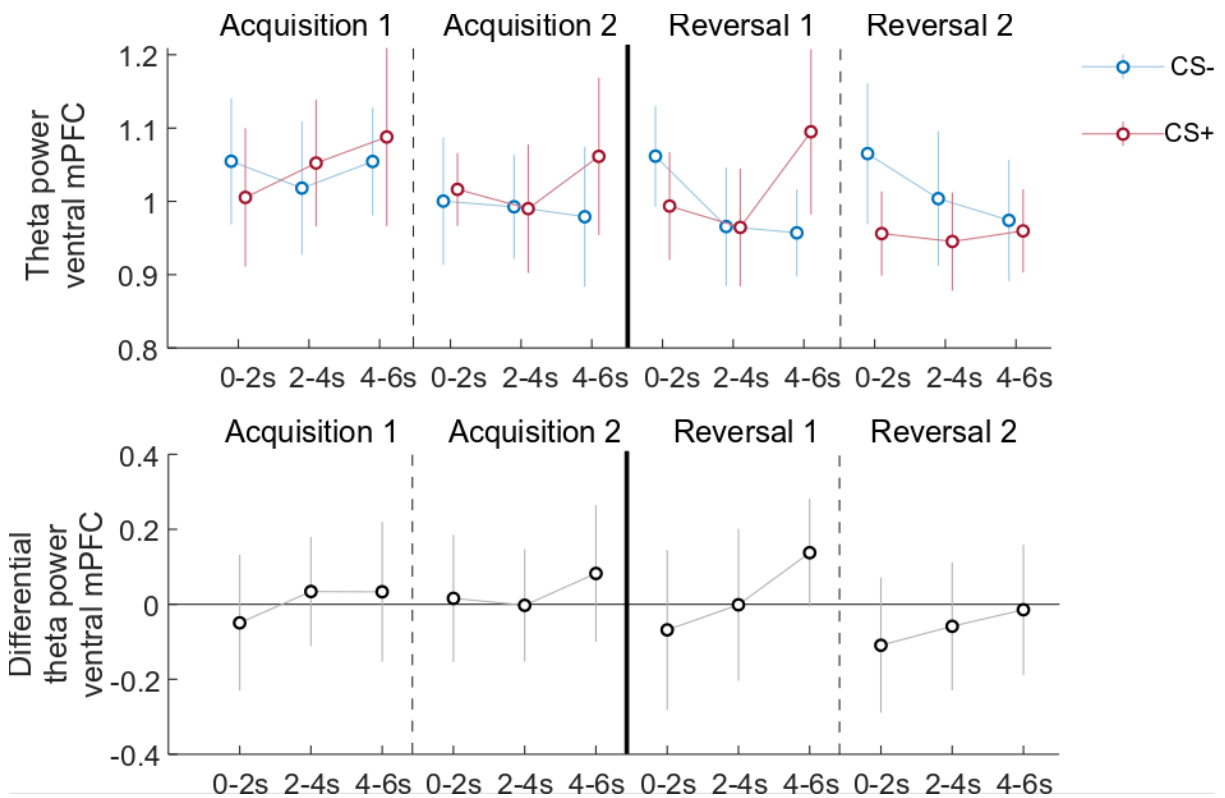 Acquisition 1 Acquisition 2 Reversal 1 Reversal 2
CS-
CS+
Theta power
ventral mPFC
1.2
1.1
1
0.9
0.8
0-2s 2-4s 4-6s 0-2s 2-4s 4-6s 0-2s 2-4s 4-6s 0-2s 2-4s 4-6s
Acquisition 1 Acquisition 2 Reversal 1 Reversal 2
Differential
theta power
ventral mPFC
0.4
0.2
0
-0.2
-0.4
0-2s 2-4s 4-6s 0-2s 2-4s 4-6s 0-2s 2-4s 4-6s 0-2s 2-4s 4-6s